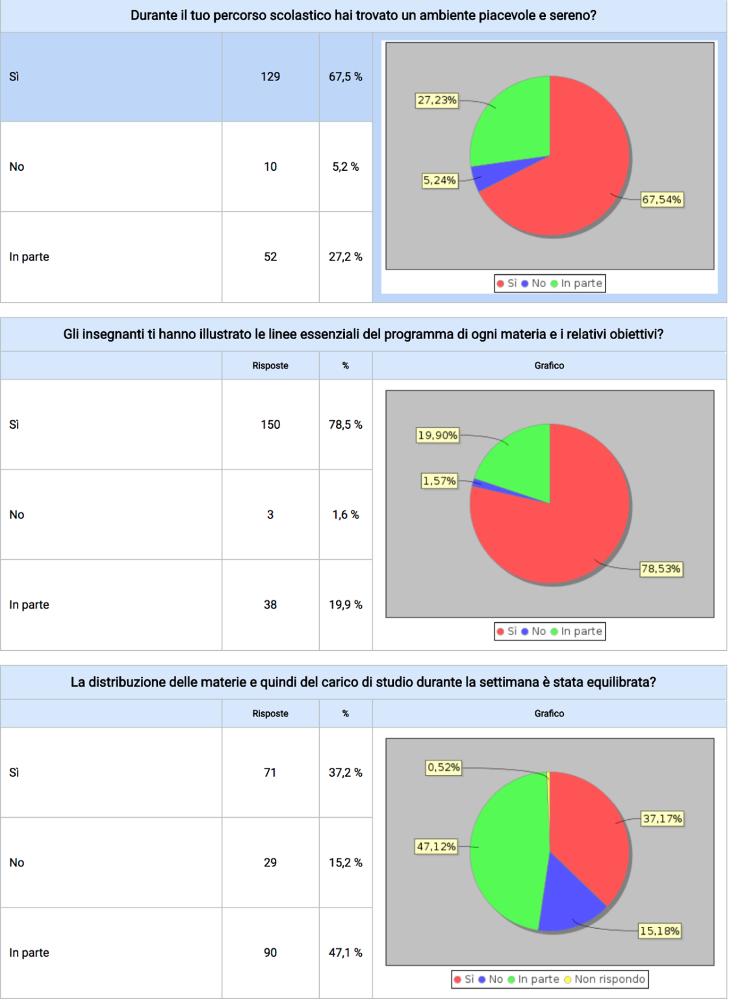 Durante il tuo percorso scolastico hai trovato un ambiente piacevole e sereno?
Sì 129 67,5 %
No 10 5,2 %
In parte 52 27,2 %
27,23%
5,24%
67,54%
Sì No In parte
Gli insegnanti ti hanno illustrato le linee essenziali del programma di ogni materia e i relativi obiettivi?
Risposte % Grafico
Sì 150 78,5 %
No 3 1,6 %
In parte 38 19,9 %
19,90%
1,57%
78,53%
Sì No In parte
La distribuzione delle materie e quindi del carico di studio durante la settimana è stata equilibrata?
Risposte % Grafico
Sì 71 37,2 %
No 29 15,2 %
In parte 90 47,1 %
0,52%
37,17%
47,12%
15,18%
Sì No In parte Non rispondo